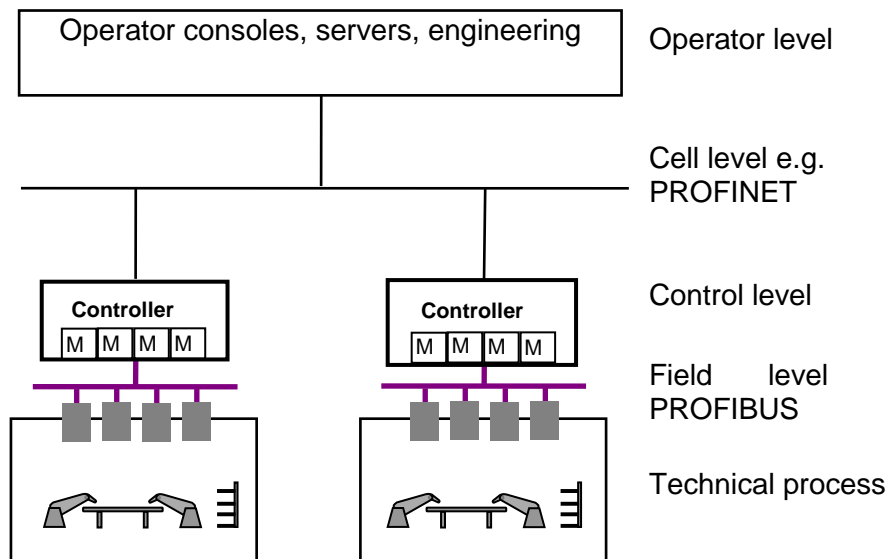 Operator consoles, servers, engineering
Operator level
Cell level e.g.
PROFINET
Control level
Controller
M M M M
Controller
M M M M
Field level
PROFIBUS
Technical process